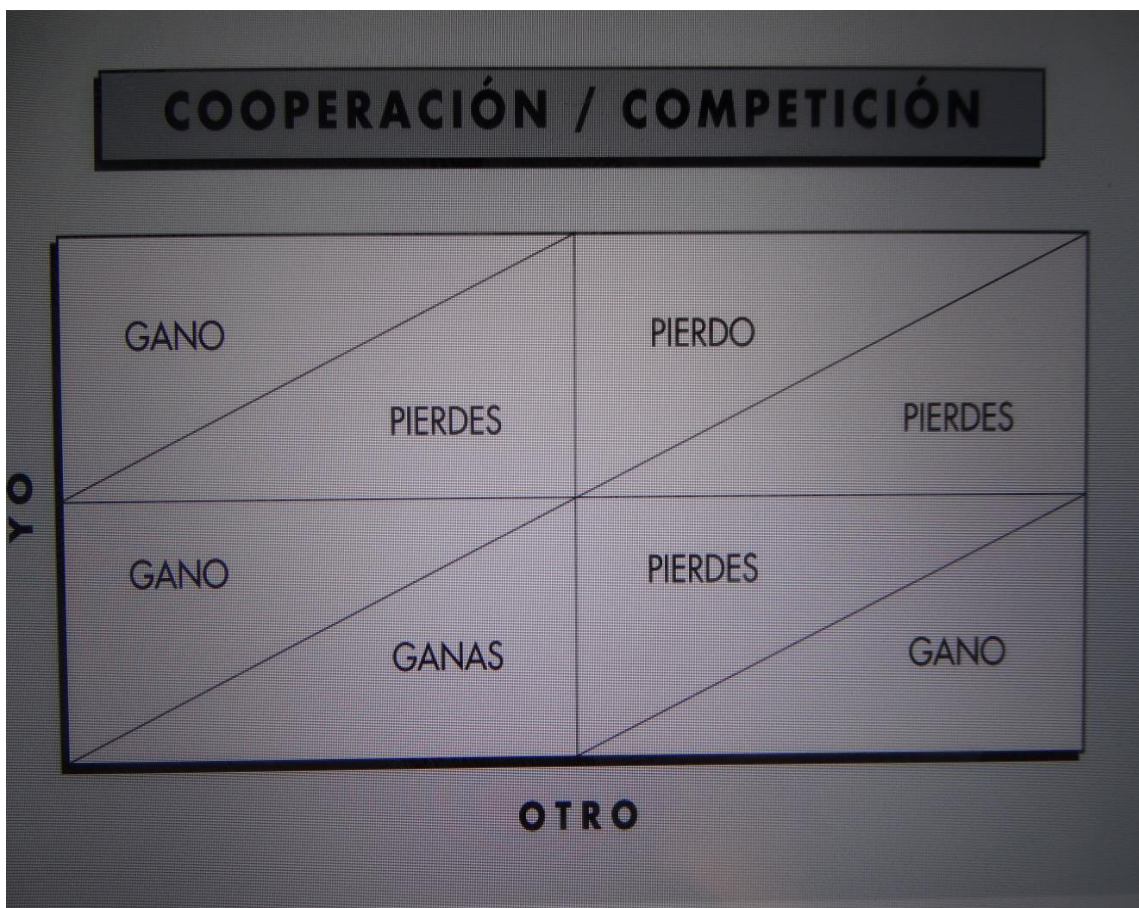 COOPERACIÓN / COMPETICIÓN
GANO
PIERDO
PIERDES
PIERDES
YO
GANO
PIERDES
GANAS
GANO
OTRO